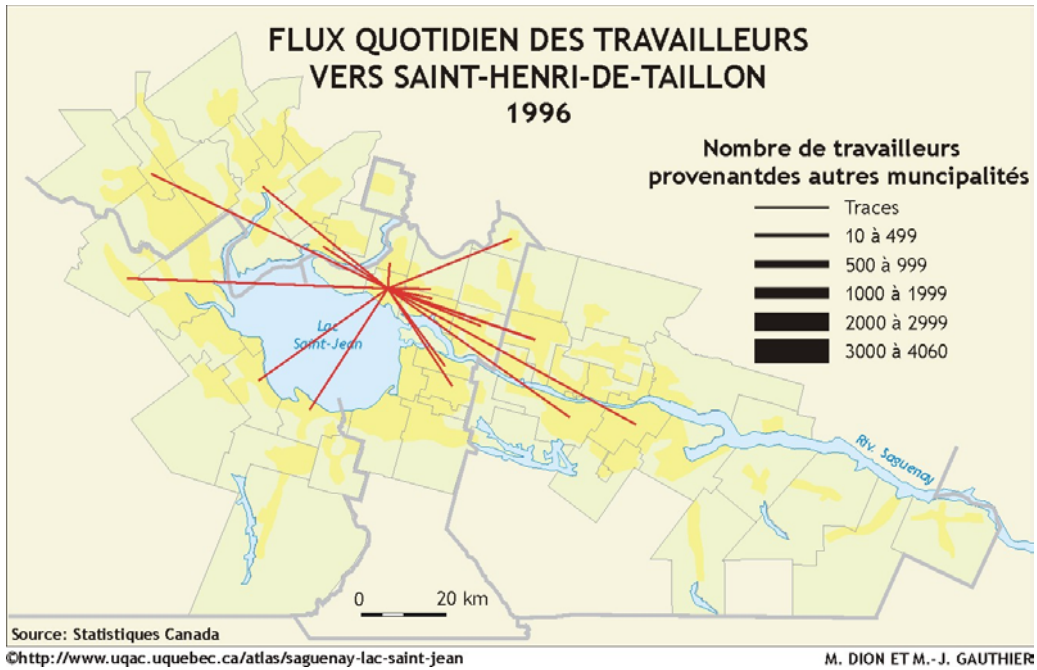 FLUX QUOTIDIEN DES TRAVAILLEURS
VERS SAINT-HENRI-DE-TAILLON
1996
Nombre de travailleurs
provenantdes autres muncipalités
Traces
10 à 499
500 à 999
1000 à 1999
2000 à 2999
3000 à 4060
Lac
Saint-Jean
Riv. Saguenay
0 20 km
Source: Statistiques Canada
©http://www.uqac.uquebec.ca/atlas/saguenay-lac-saint-jean
M. DION ET M.-J. GAUTHIER